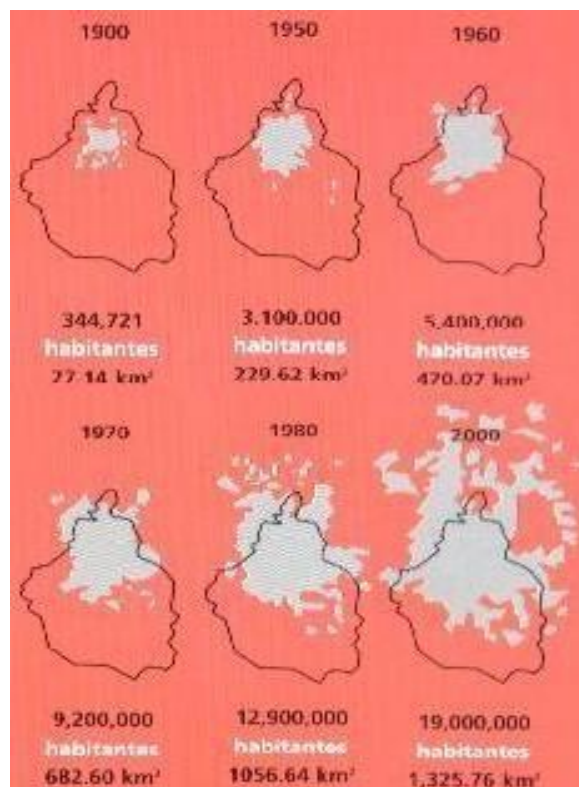 1900
1950
1960
344,721
habitantes
27.14 km²
3.100.000
habitantes
229.62 km²
5,400,000
habitantes
470.07 km²
1970
1980
2000
9,200,000
habitantes
682.60 km²
12,900,000
habitantes
1056.64 km²
19,000,000
habitantes
1,325.76 km²